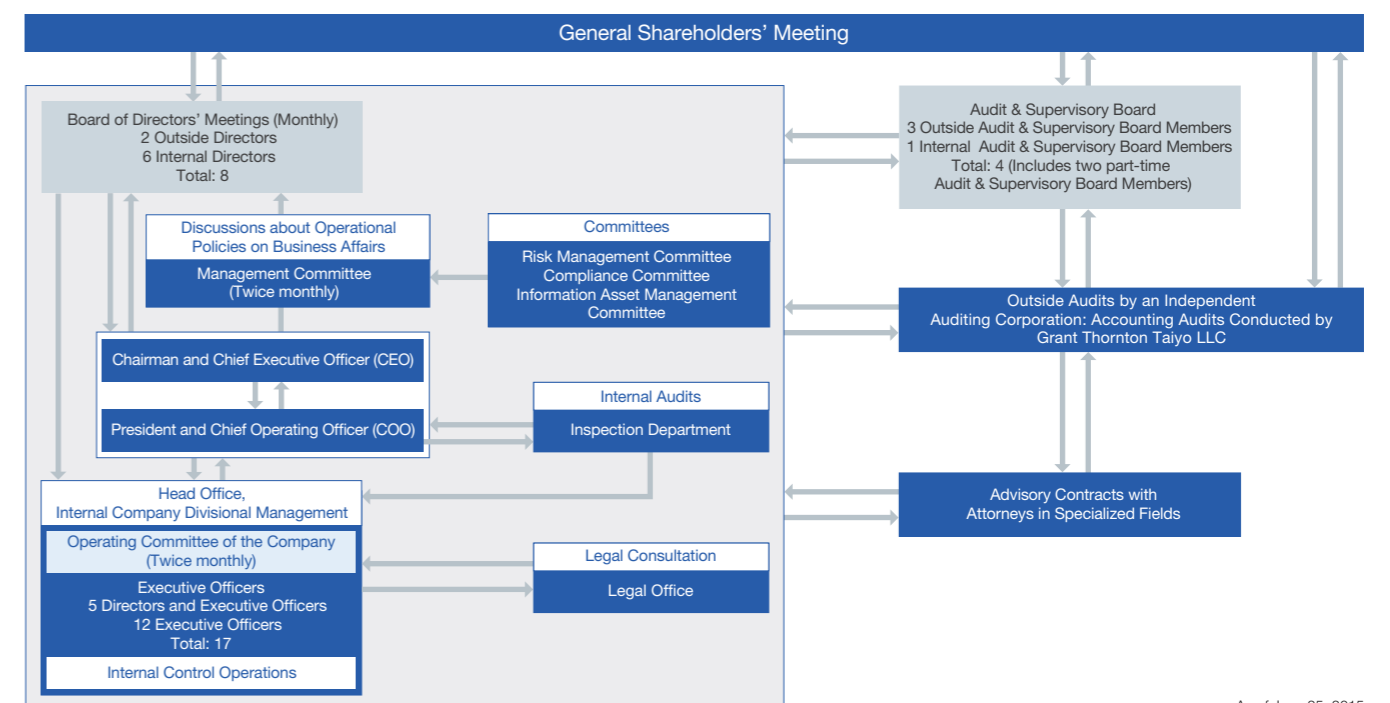 General Shareholders' Meeting
Board of Directors' Meetings (Monthly)
2 Outside Directors
6 Internal Directors
Total: 8
Audit & Supervisory Board
3 Outside Audit & Supervisory Board Members
1 Internal Audit & Supervisory Board Members
Total: 4 (Includes two part-time
Audit & Supervisory Board Members)
Discussions about Operational
Policies on Business Affairs
Management Committee
(Twice monthly)
Committees
Risk Management Committee
Compliance Committee
Information Asset Management
Committee
Outside Audits by an Independent
Auditing Corporation: Accounting Audits Conducted by
Grant Thornton Taiyo LLC
Chairman and Chief Executive Officer (CEO)
President and Chief Operating Officer (COO)
Internal Audits
Inspection Department
Head Office,
Internal Company Divisional Management
Operating Committee of the Company
(Twice monthly)
Executive Officers
5 Directors and Executive Officers
12 Executive Officers
Total: 17
Internal Control Operations
Legal Consultation
Legal Office
Advisory Contracts with
Attorneys in Specialized Fields